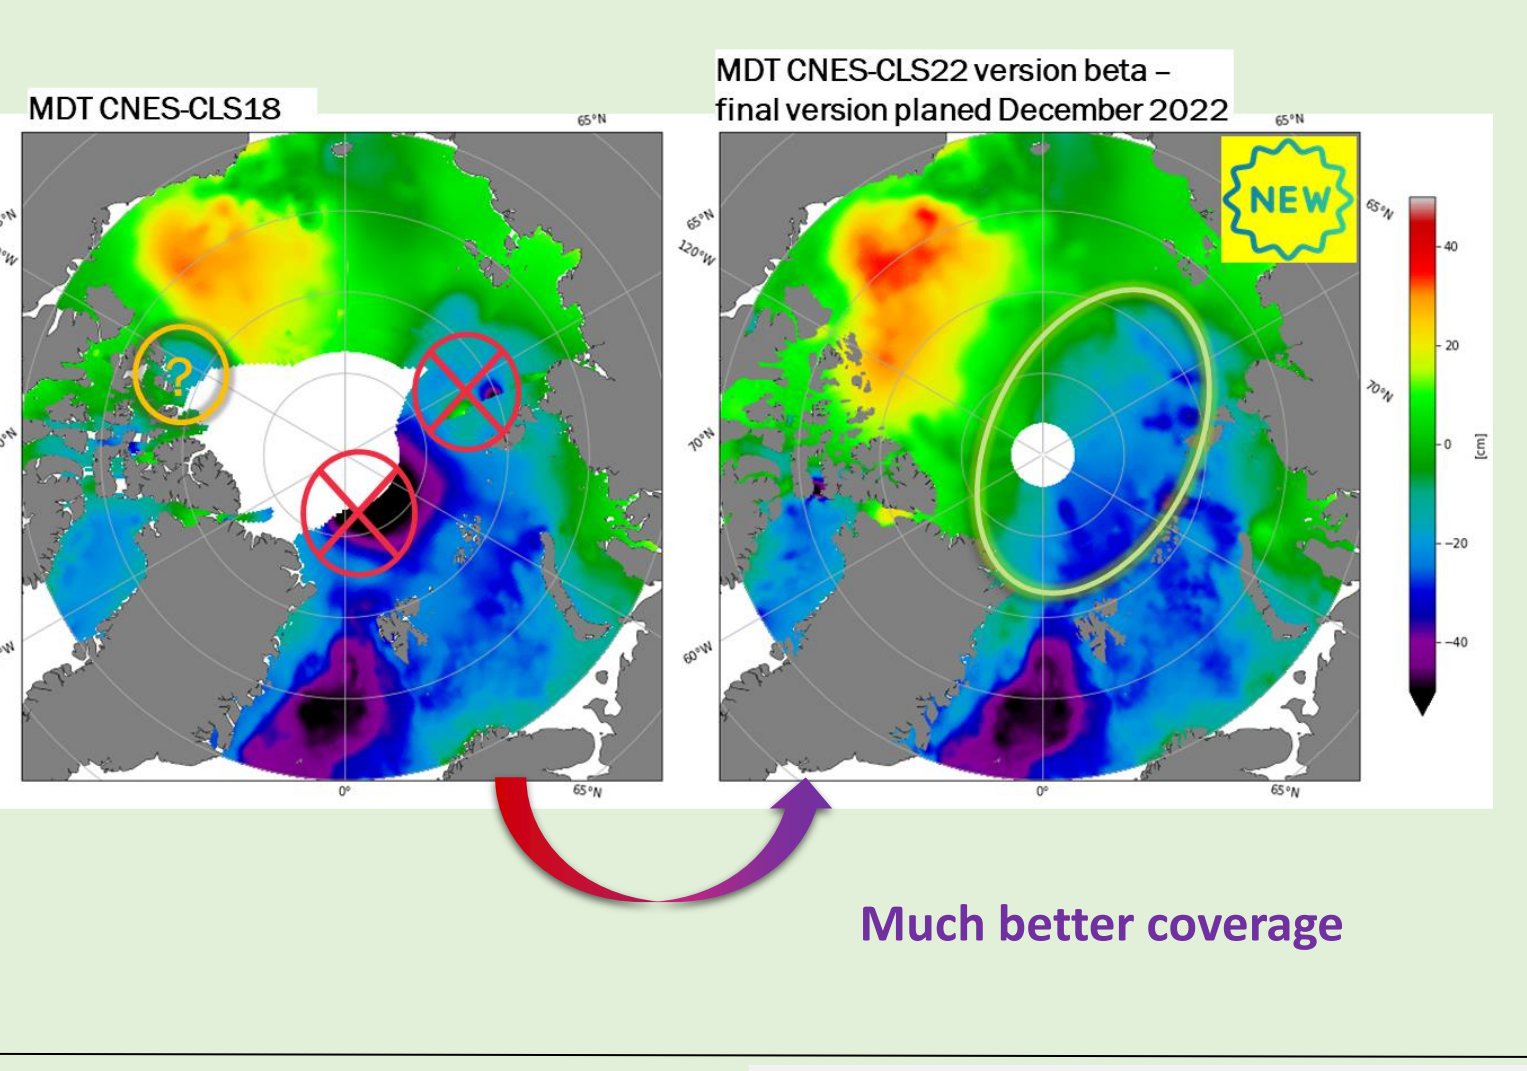 MDT CNES-CLS22 version beta –
final version planed December 2022
MDT CNES-CLS18
65°N
65°N
NEW
65°N
120°W
70°N
60°W
65°N
70°N
40
20
0
−20
−40
[cm]
?
0°
65°N
0°
65°N
Much better coverage